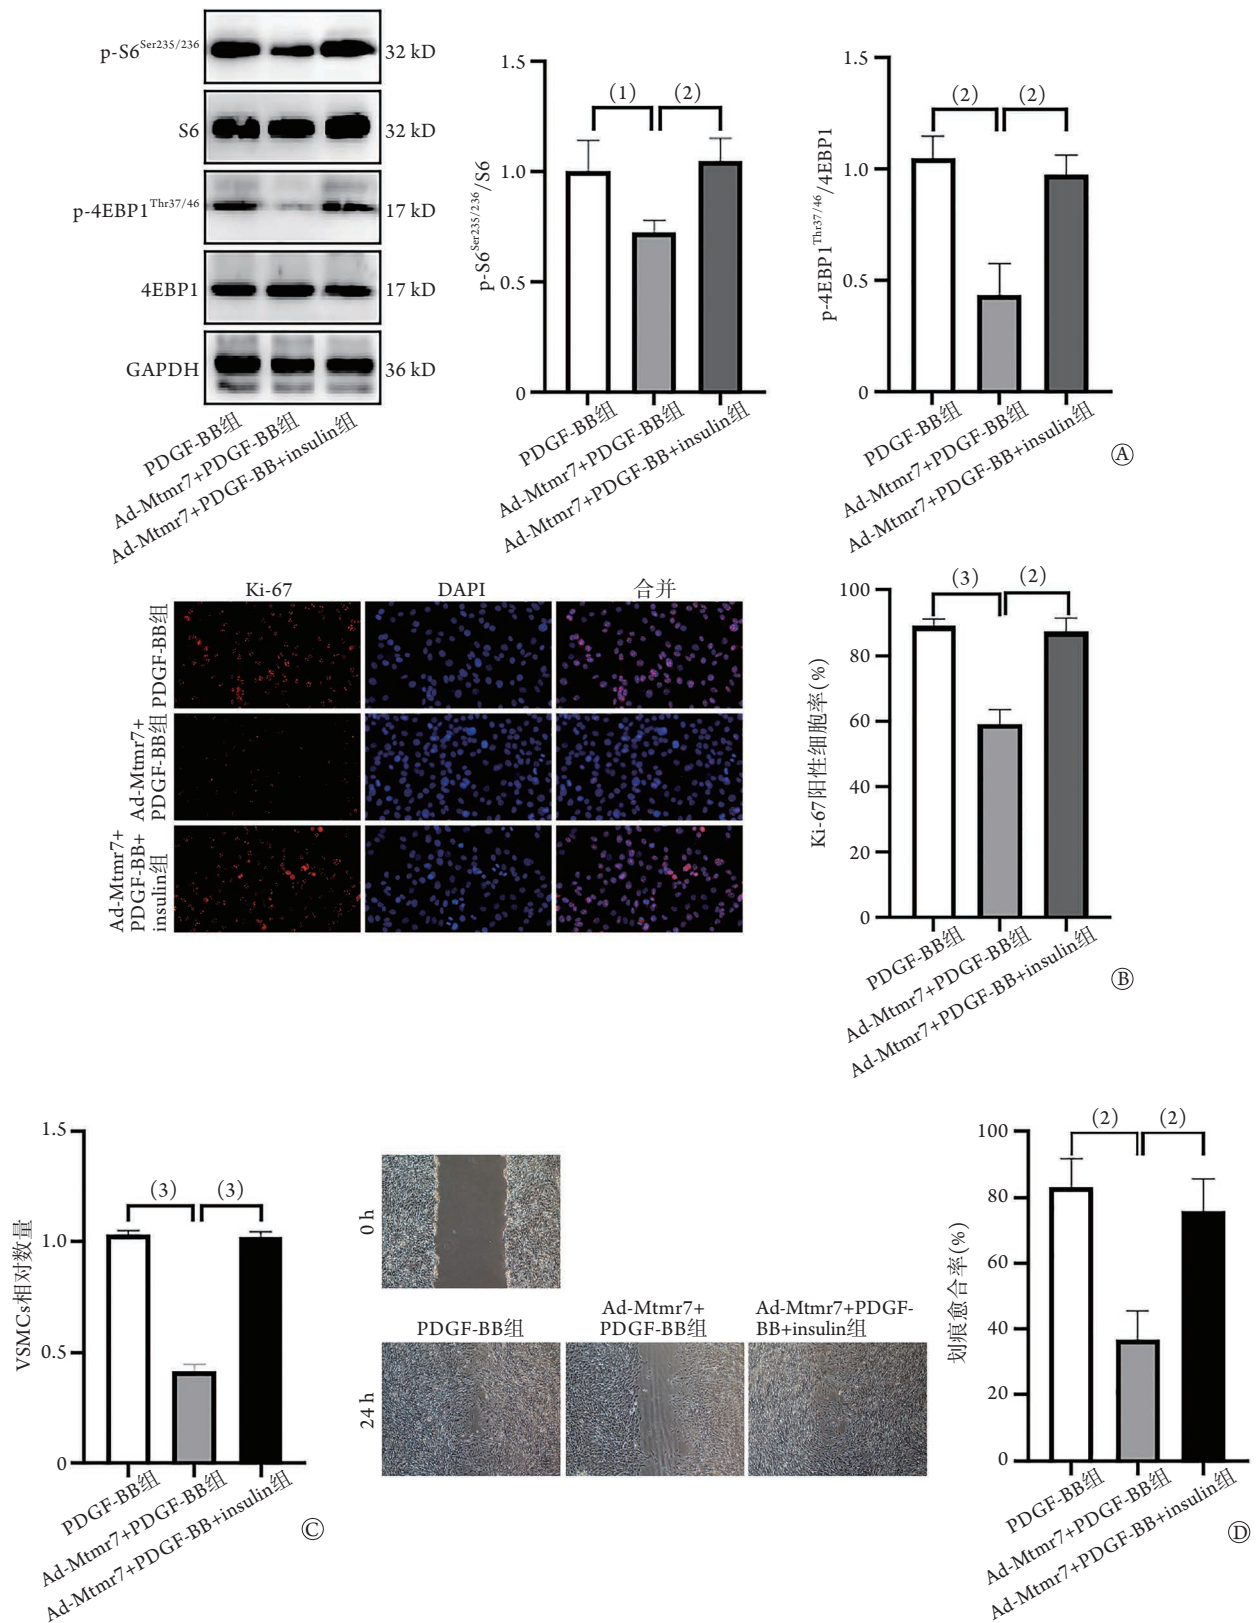 p-S6Ser235/236
32 kD
S6
32 kD
p-4EBP1Thr37/46
17 kD
4EBP1
17 kD
GAPDH
36 kD
PDGF-BB组
Ad-Mtmr7+PDGF-BB组
Ad-Mtmr7+PDGF-BB+insulin组
p-S6Ser235/236/S6
1.5
1.0
0.5
0
(1)
(2)
PDGF-BB组
Ad-Mtmr7+PDGF-BB组
Ad-Mtmr7+PDGF-BB+insulin组
p-4EBP1Thr37/46/4EBP1
1.5
1.0
0.5
0
(2)
(2)
PDGF-BB组
Ad-Mtmr7+PDGF-BB组
Ad-Mtmr7+PDGF-BB+insulin组
Ⓐ
Ki-67
DAPI
合并
PDGF-BB组
Ad-Mtmr7+
PDGF-BB组
Ad-Mtmr7+
PDGF-BB+
insulin组
Ki-67阳性细胞率(%)
100
80
60
40
20
0
(3)
(2)
PDGF-BB组
Ad-Mtmr7+PDGF-BB组
Ad-Mtmr7+PDGF-BB+insulin组
Ⓑ
VSMCs相对数量
1.5
1.0
0.5
0
(3)
(3)
PDGF-BB组
Ad-Mtmr7+PDGF-BB组
Ad-Mtmr7+PDGF-BB+insulin组
Ⓒ
0 h
PDGF-BB组
Ad-Mtmr7+
PDGF-BB组
Ad-Mtmr7+PDGF-
BB+insulin组
24 h
划痕愈合率(%)
100
80
60
40
20
0
(2)
(2)
PDGF-BB组
Ad-Mtmr7+PDGF-BB组
Ad-Mtmr7+PDGF-BB+insulin组
Ⓓ